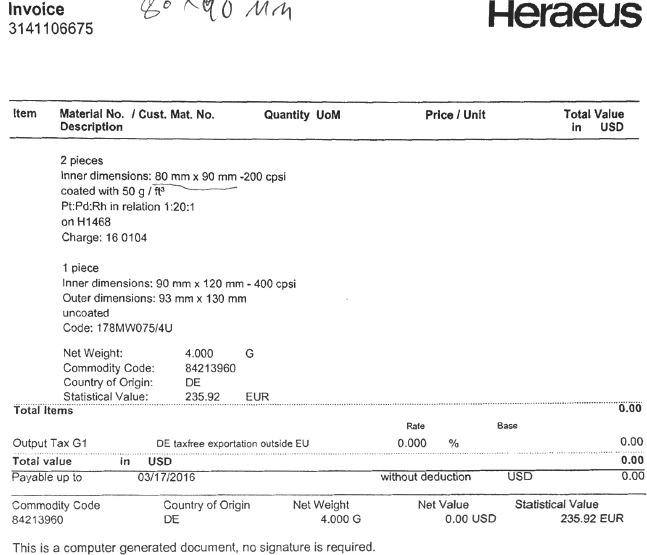 Invoice
80 x 90 mm
Heraeus
3141106675
Item Material No. / Cust. Mat. No. Quantity UoM Price / Unit Total Value
Description in USD
2 pieces
Inner dimensions: 80 mm x 90 mm -200 cpsi
coated with 50 g / ft³
Pt:Pd:Rh in relation 1:20:1
on H1468
Charge: 16 0104
1 piece
Inner dimensions: 90 mm x 120 mm - 400 cpsi
Outer dimensions: 93 mm x 130 mm
uncoated
Code: 178MW075/4U
Net Weight: 4.000 G
Commodity Code: 84213960
Country of Origin: DE
Statistical Value: 235.92 EUR
Total Items 0.00
Rate Base
Output Tax G1 DE taxfree exportation outside EU 0.000 % 0.00
Total value in USD 0.00
Payable up to 03/17/2016 without deduction USD 0.00
Commodity Code Country of Origin Net Weight Net Value Statistical Value
84213960 DE 4.000 G 0.00 USD 235.92 EUR
This is a computer generated document, no signature is required.